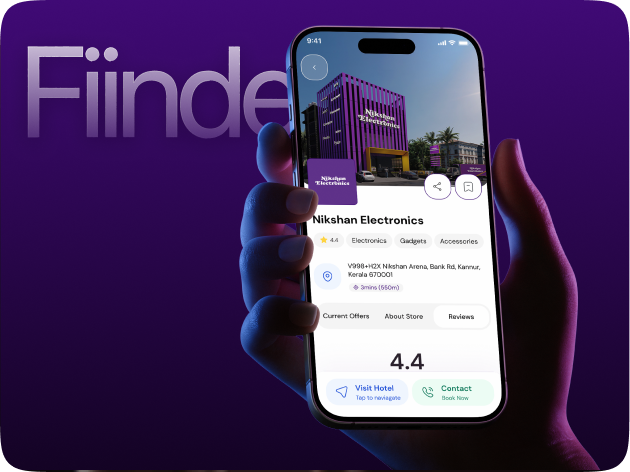 Fiinde
9:41
Nikshan
Electronics
Nikshan
Electronics
Nikshan Electronics
4.4
Electronics
Gadgets
Accessories
V998+H2X Nikshan Arena, Bank Rd, Kannur,
Kerala 670001
3mins (550m)
Current Offers
About Store
Reviews
4.4
Visit Hotel
Tap to naviagate
Contact
Book Now